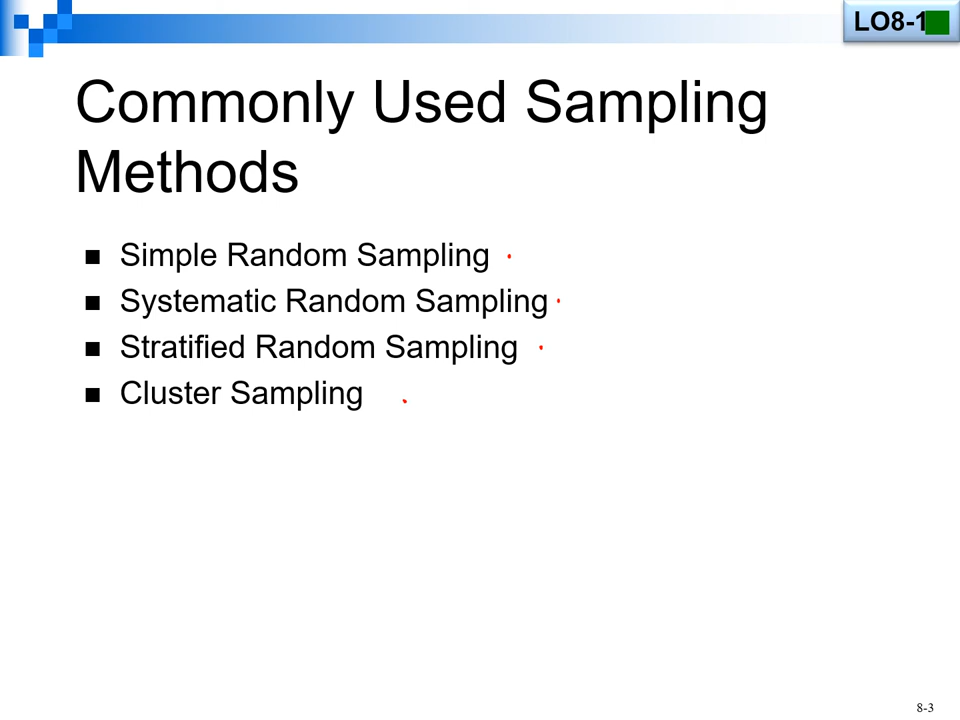 LO8-1
Commonly Used Sampling
Methods
Simple Random Sampling
Systematic Random Sampling
Stratified Random Sampling
Cluster Sampling
8-3